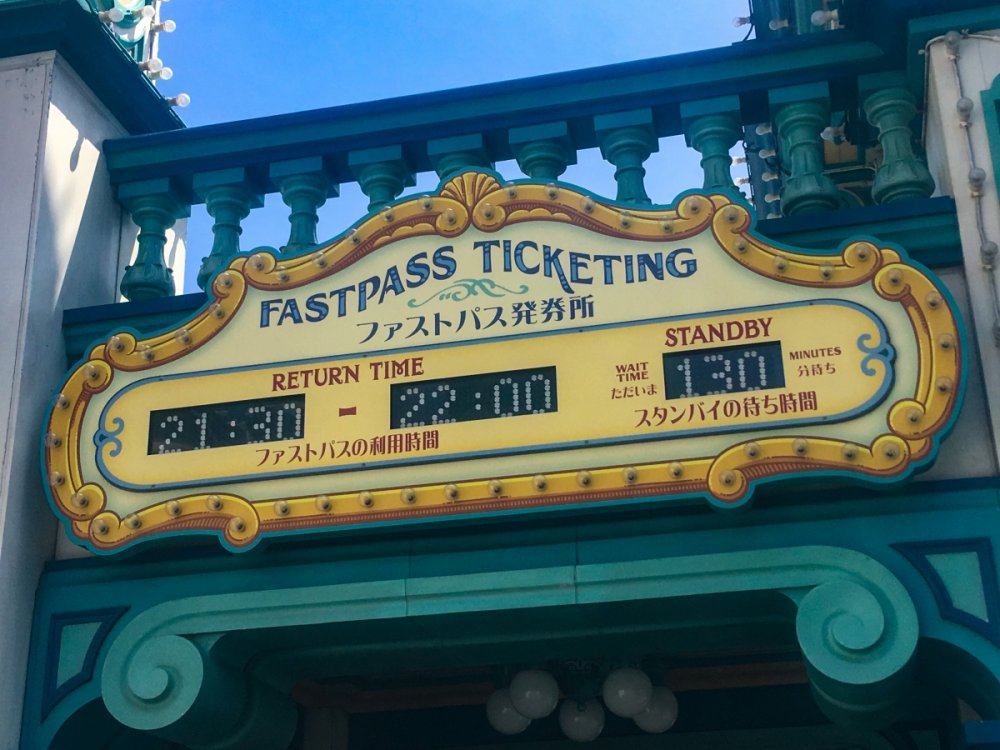 FASTPASS TICKETING
ファストパス発券所
RETURN TIME
21:30 - 22:00
ファストパスの利用時間
STANDBY
WAIT TIME
ただいま
130
MINUTES
分待ち
スタンバイの待ち時間